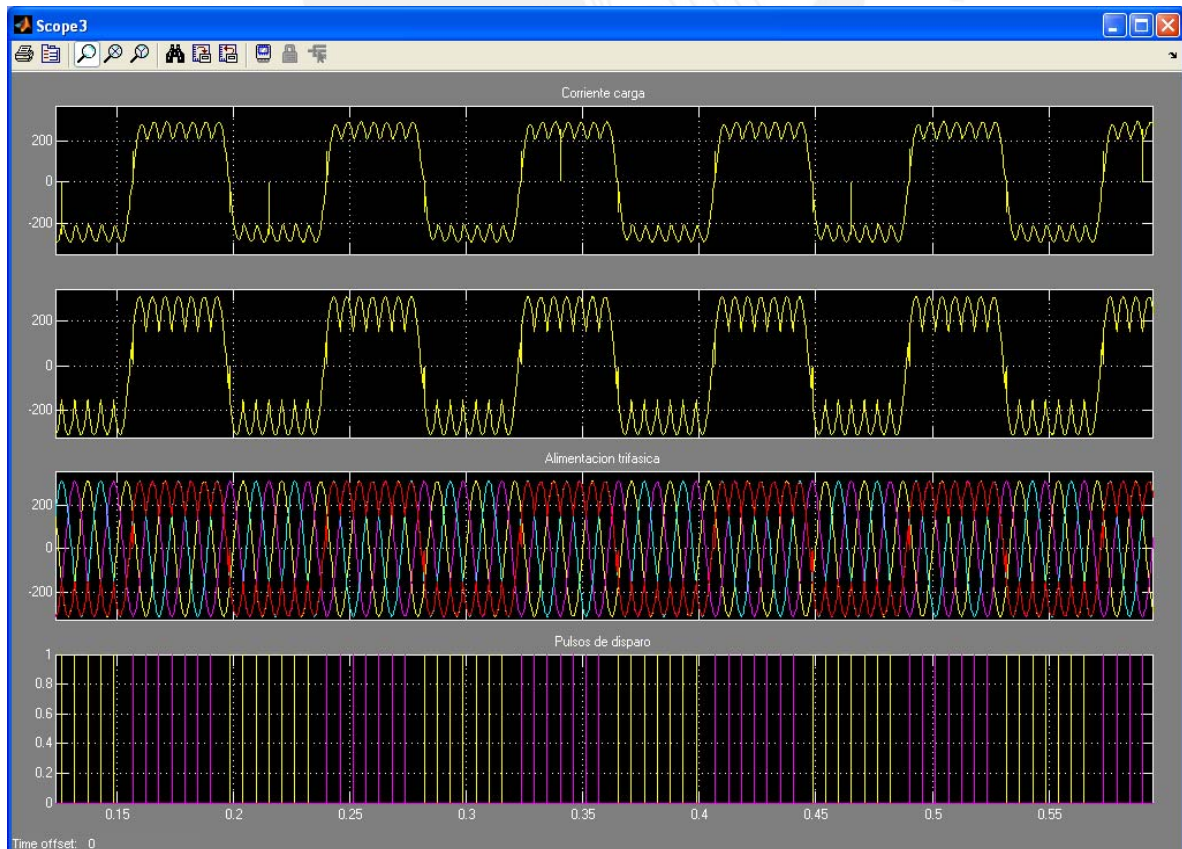 Scope3
Corriente carga
200
0
-200
200
0
-200
Alimentacion trifasica
200
0
-200
Pulsos de disparo
1
0.8
0.6
0.4
0.2
0
0.15 0.2 0.25 0.3 0.35 0.4 0.45 0.5 0.55
Time offset: 0